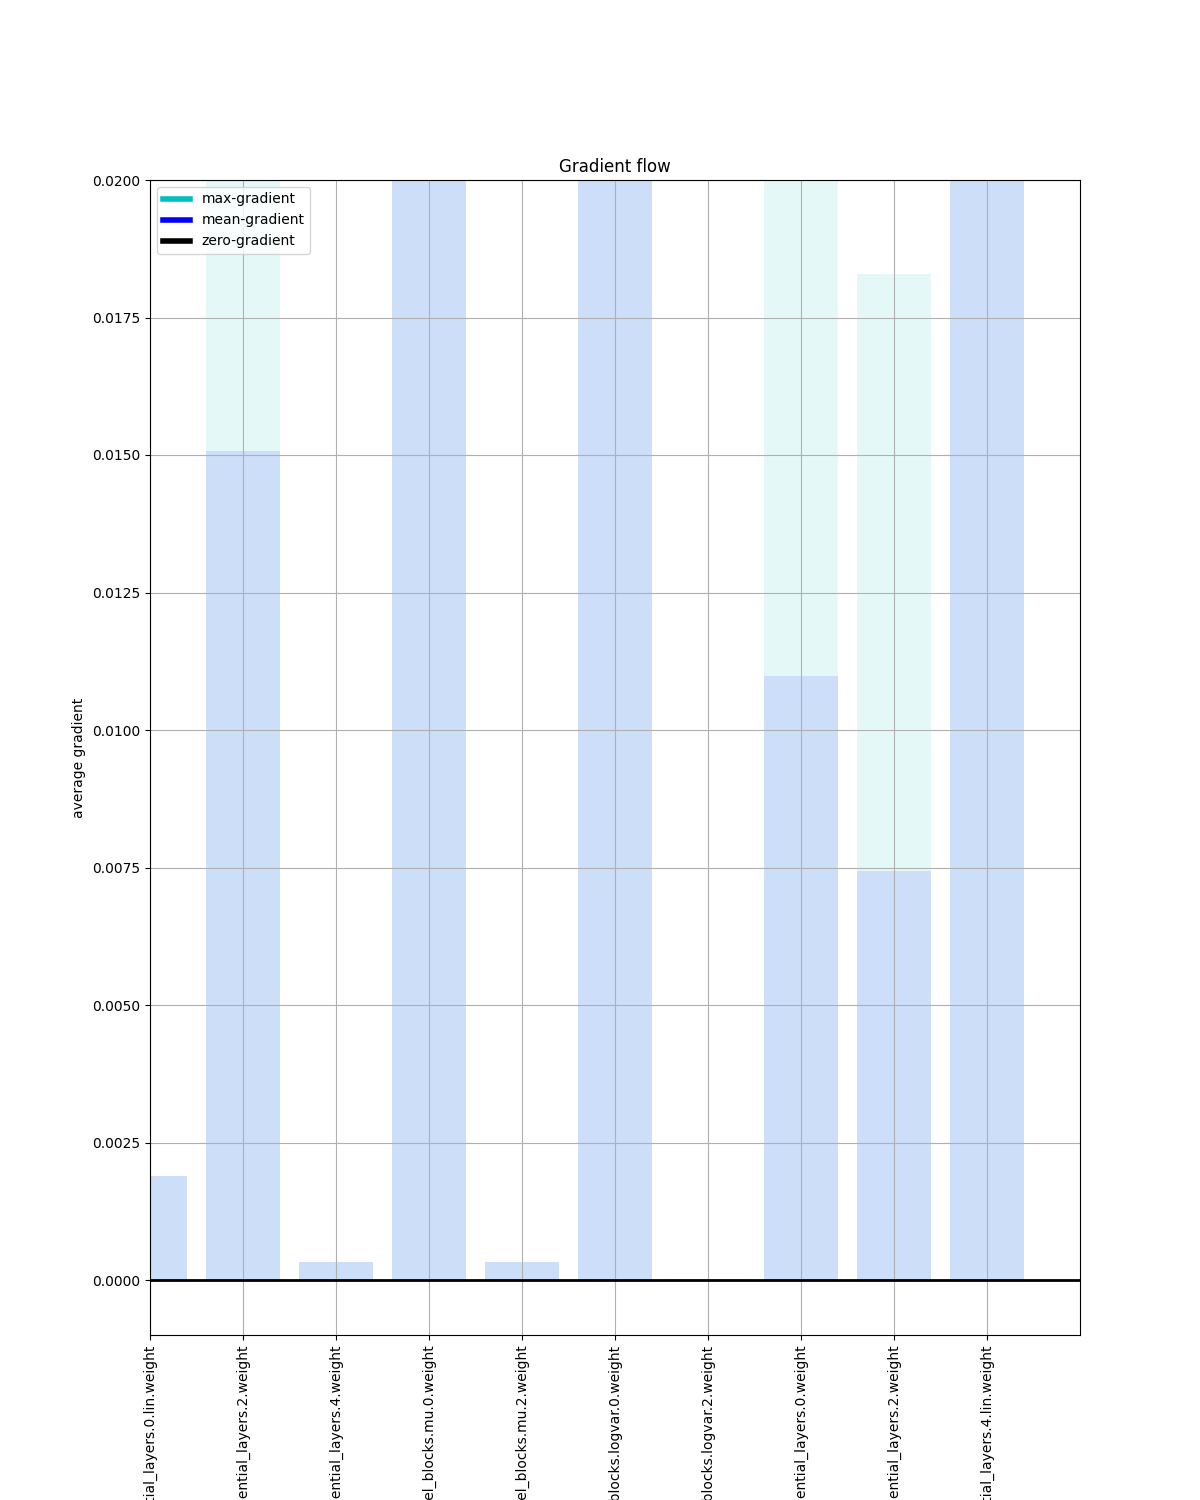 Gradient flow
max-gradient
mean-gradient
zero-gradient
0.0200
0.0175
0.0150
0.0125
0.0100
0.0075
0.0050
0.0025
0.0000
average gradient
tial_layers.0.lin.weight
ential_layers.2.weight
ential_layers.4.weight
el_blocks.mu.0.weight
el_blocks.mu.2.weight
blocks.logvar.0.weight
blocks.logvar.2.weight
ential_layers.0.weight
ential_layers.2.weight
tial_layers.4.lin.weight